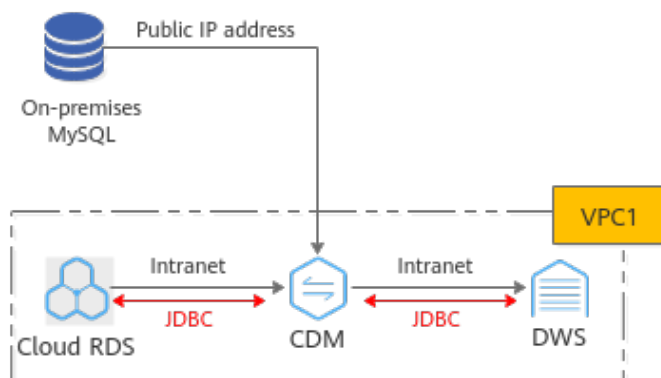 Public IP address
On-premises
MySQL
VPC1
Intranet
Intranet
JDBC
JDBC
Cloud RDS
CDM
DWS